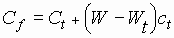 C_f = C_t + (W - W_t)c_t